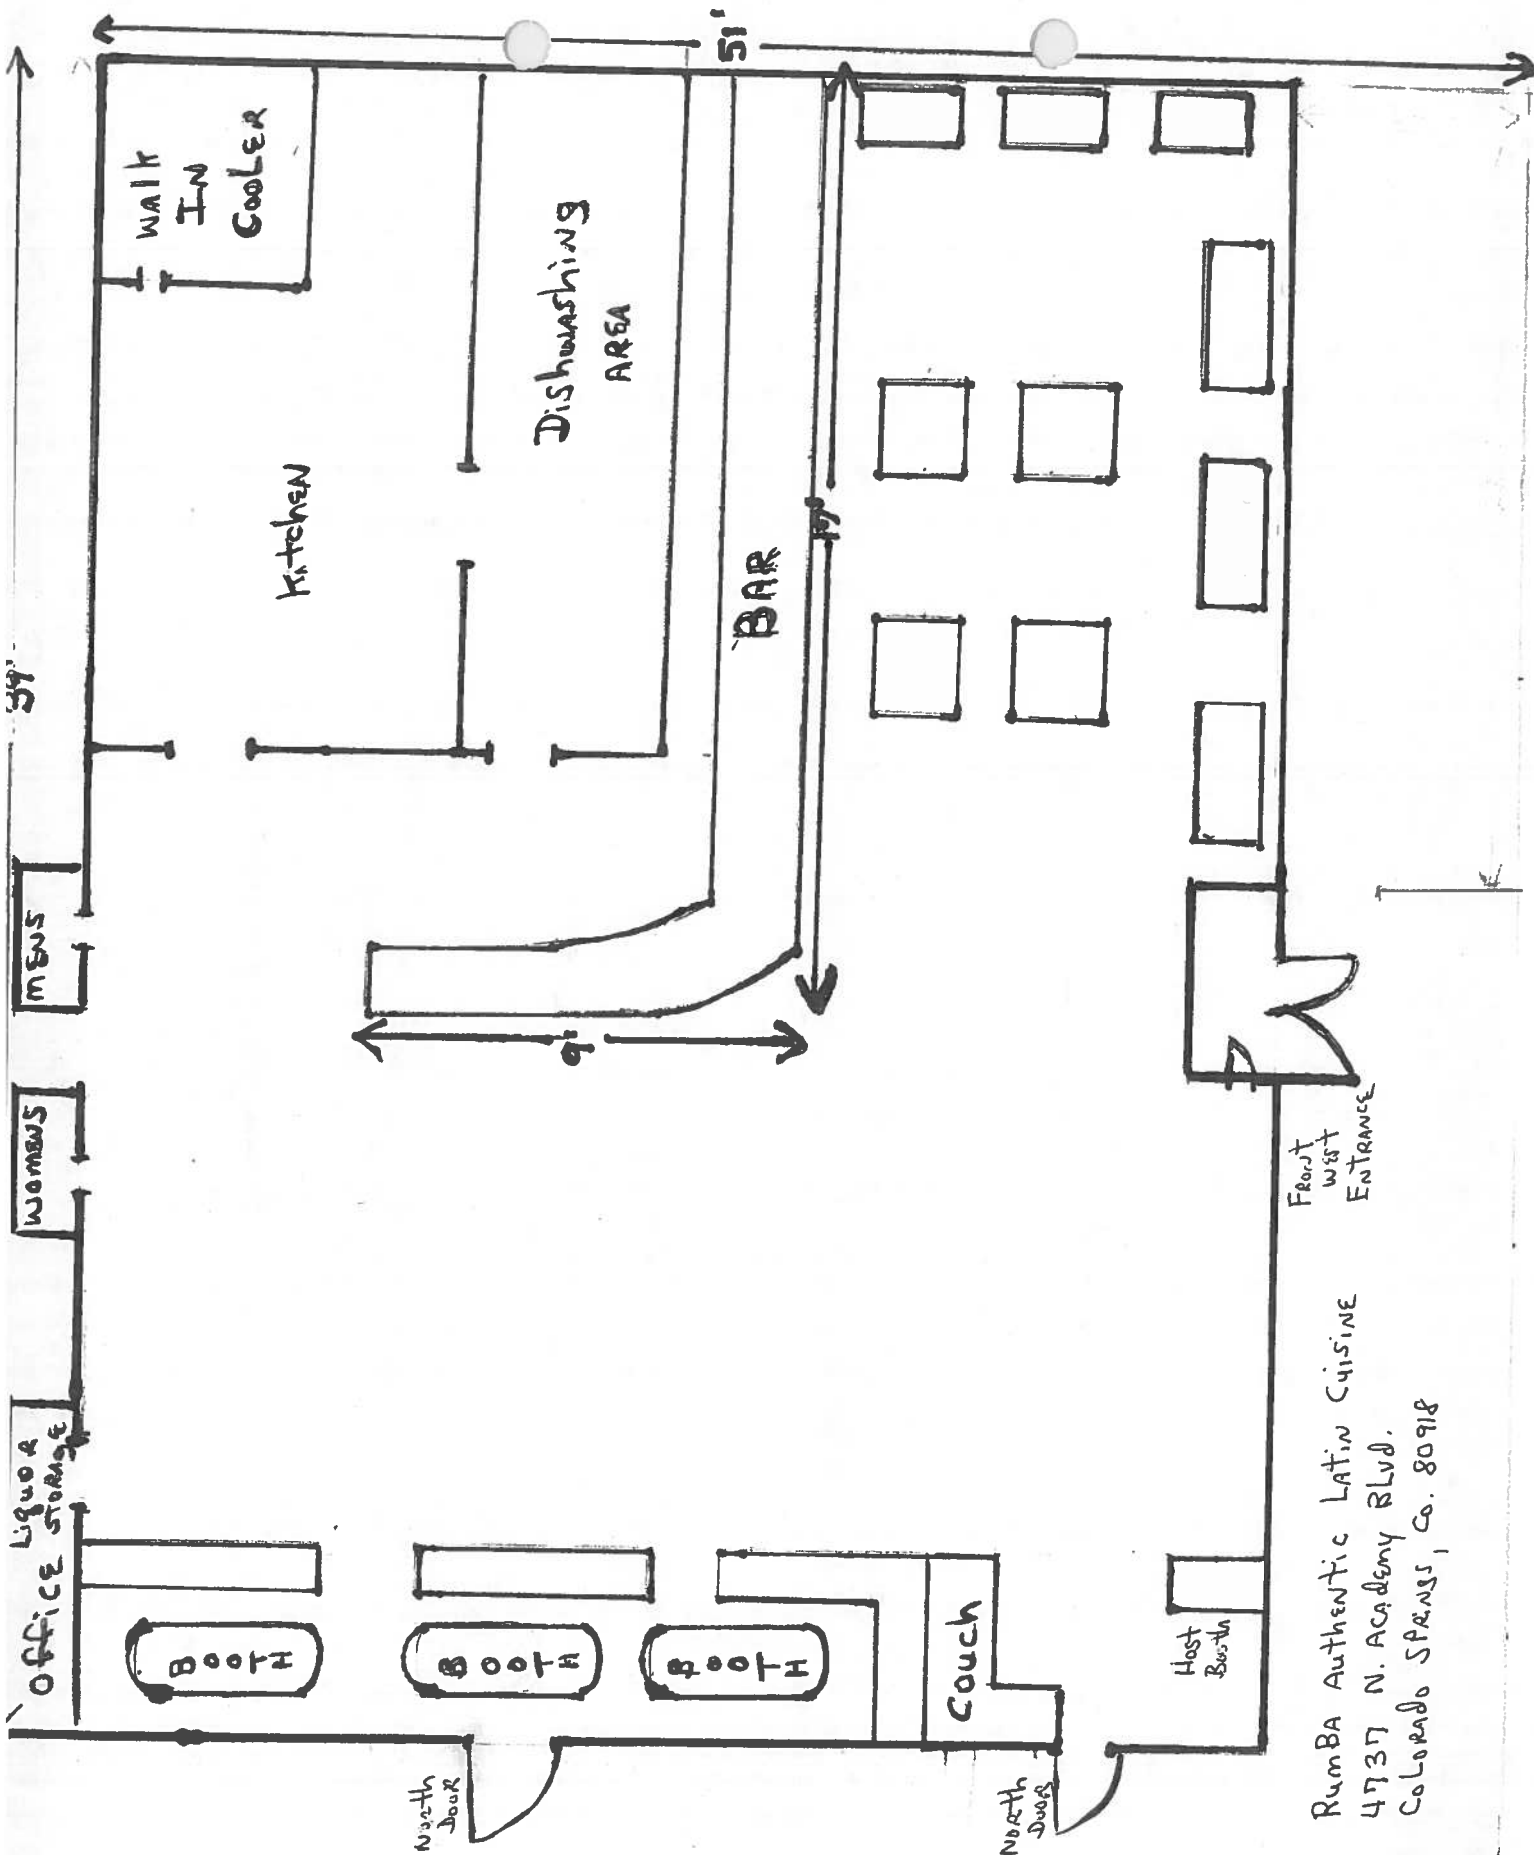 51'
WALK
IN
COOLER
Kitchen
Dishwashing
AREA
BAR
9'
MENS
WOMENS
Liquor
STORAGE
OFFICE
BOOTH
BOOTH
BOOTH
Couch
Host
Booth
North
Door
North
Door
Front
West
ENTRANCE
RumBA Authentic Latin Cuisine
4737 N. Academy Blvd.
Colorado Springs, Co. 80918